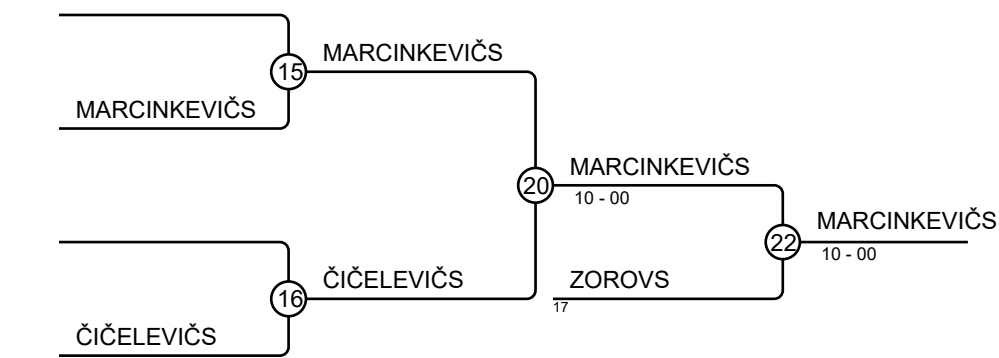 MARCINKEVIČS
15
MARCINKEVIČS
MARCINKEVIČS
20
10 - 00
MARCINKEVIČS
22
10 - 00
ČIČELEVIČS
ZOROVS
16
17
ČIČELEVIČS